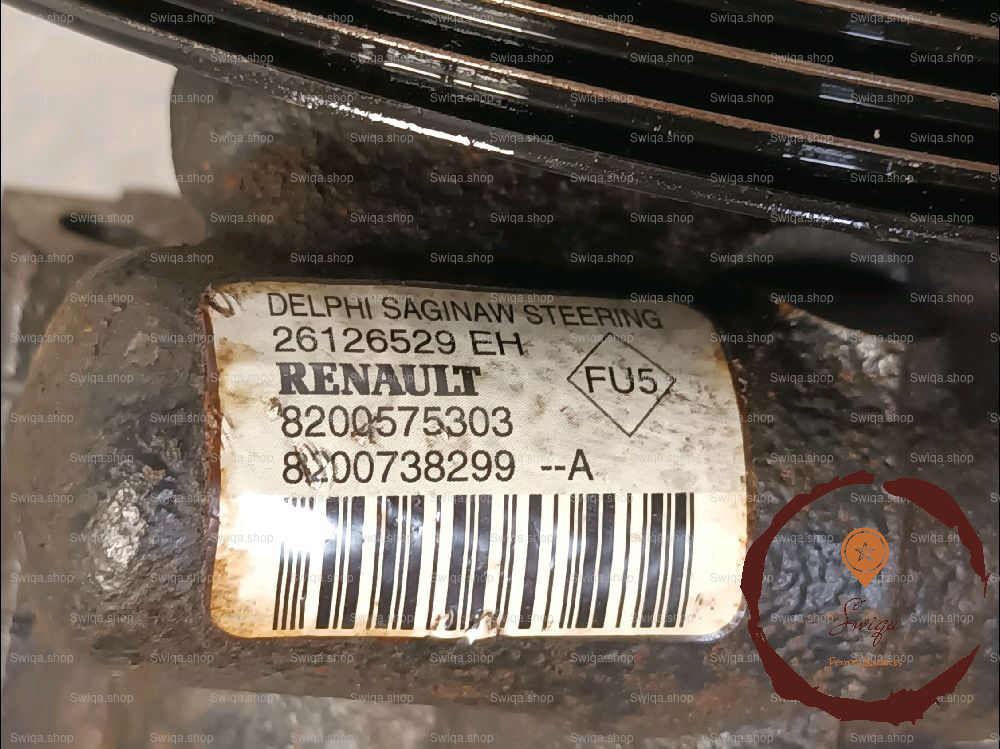 DELPHI SAGINAW STEERING
26126529 EH
RENAULT
FU5
8200575303
8200738299 --A
Swiqa
Swiqa.shop